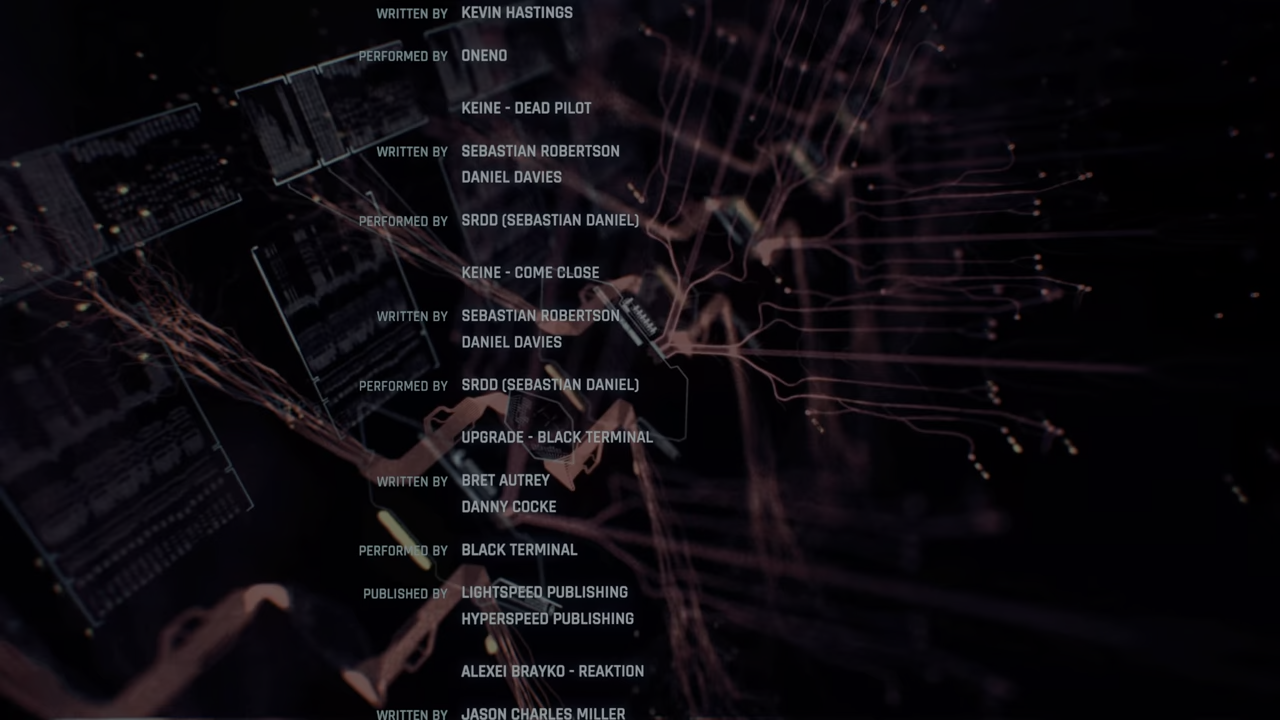 WRITTEN BY KEVIN HASTINGS
PERFORMED BY ONENO
KEINE - DEAD PILOT
WRITTEN BY SEBASTIAN ROBERTSON
DANIEL DAVIES
PERFORMED BY SRDD (SEBASTIAN DANIEL)
KEINE - COME CLOSE
WRITTEN BY SEBASTIAN ROBERTSON
DANIEL DAVIES
PERFORMED BY SRDD (SEBASTIAN DANIEL)
UPGRADE - BLACK TERMINAL
WRITTEN BY BRET AUTREY
DANNY COCKE
PERFORMED BY BLACK TERMINAL
PUBLISHED BY LIGHTSPEED PUBLISHING
HYPERSPEED PUBLISHING
ALEXEI BRAYKO - REAKTION
WRITTEN BY JASON CHARLES MILLER